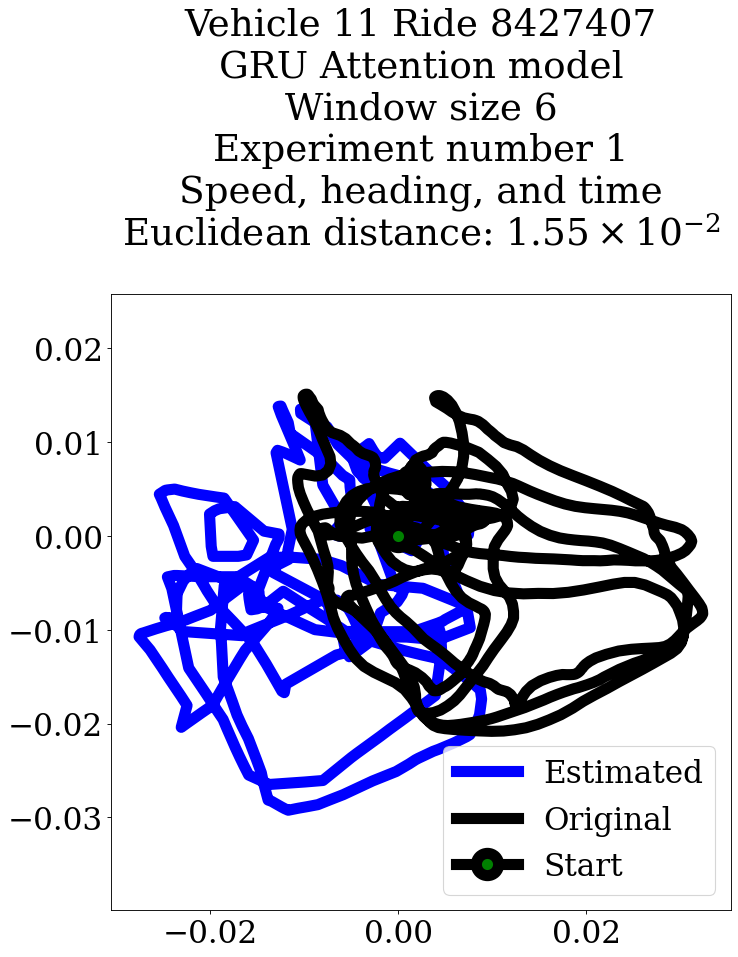 Vehicle 11 Ride 8427407
GRU Attention model
Window size 6
Experiment number 1
Speed, heading, and time
Euclidean distance: 1.55 × 10⁻²
0.02
0.01
0.00
−0.01
−0.02
−0.03
Estimated
Original
Start
−0.02 0.00 0.02